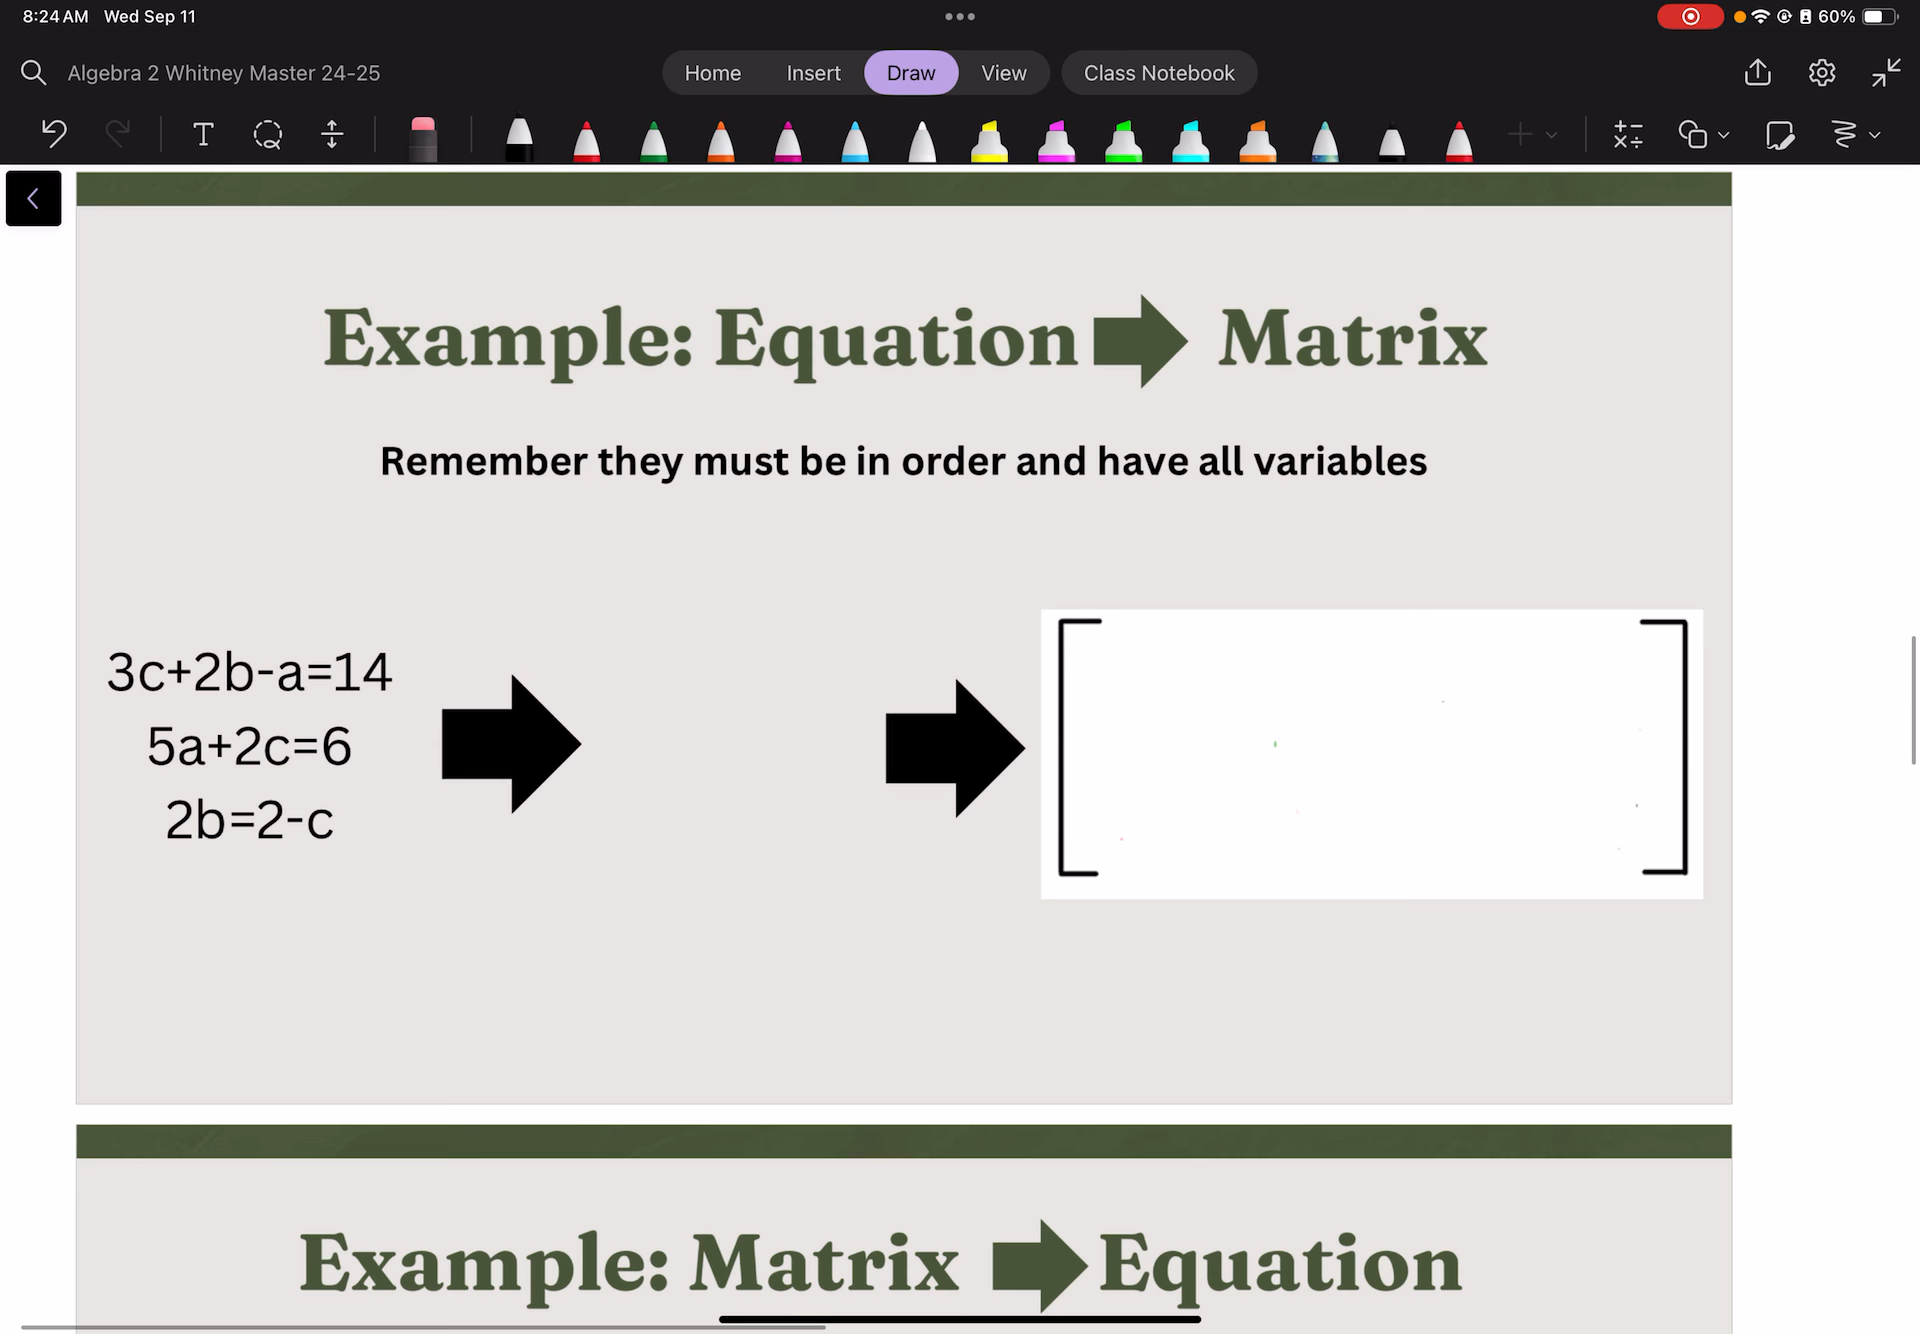 8:24 AM Wed Sep 11
60%
Algebra 2 Whitney Master 24-25
Home Insert Draw View Class Notebook
Example: Equation Matrix
Remember they must be in order and have all variables
3c+2b-a=14
5a+2c=6
2b=2-c
Example: Matrix Equation